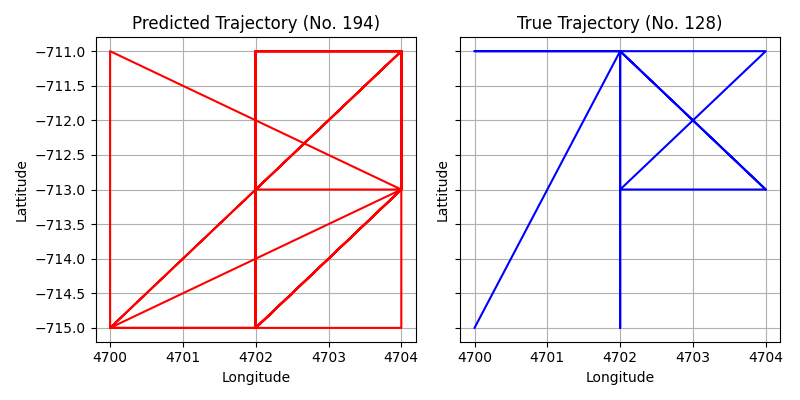 Predicted Trajectory (No. 194)
Lattitude
−711.0
−711.5
−712.0
−712.5
−713.0
−713.5
−714.0
−714.5
−715.0
4700 4701 4702 4703 4704
Longitude
True Trajectory (No. 128)
Lattitude
4700 4701 4702 4703 4704
Longitude